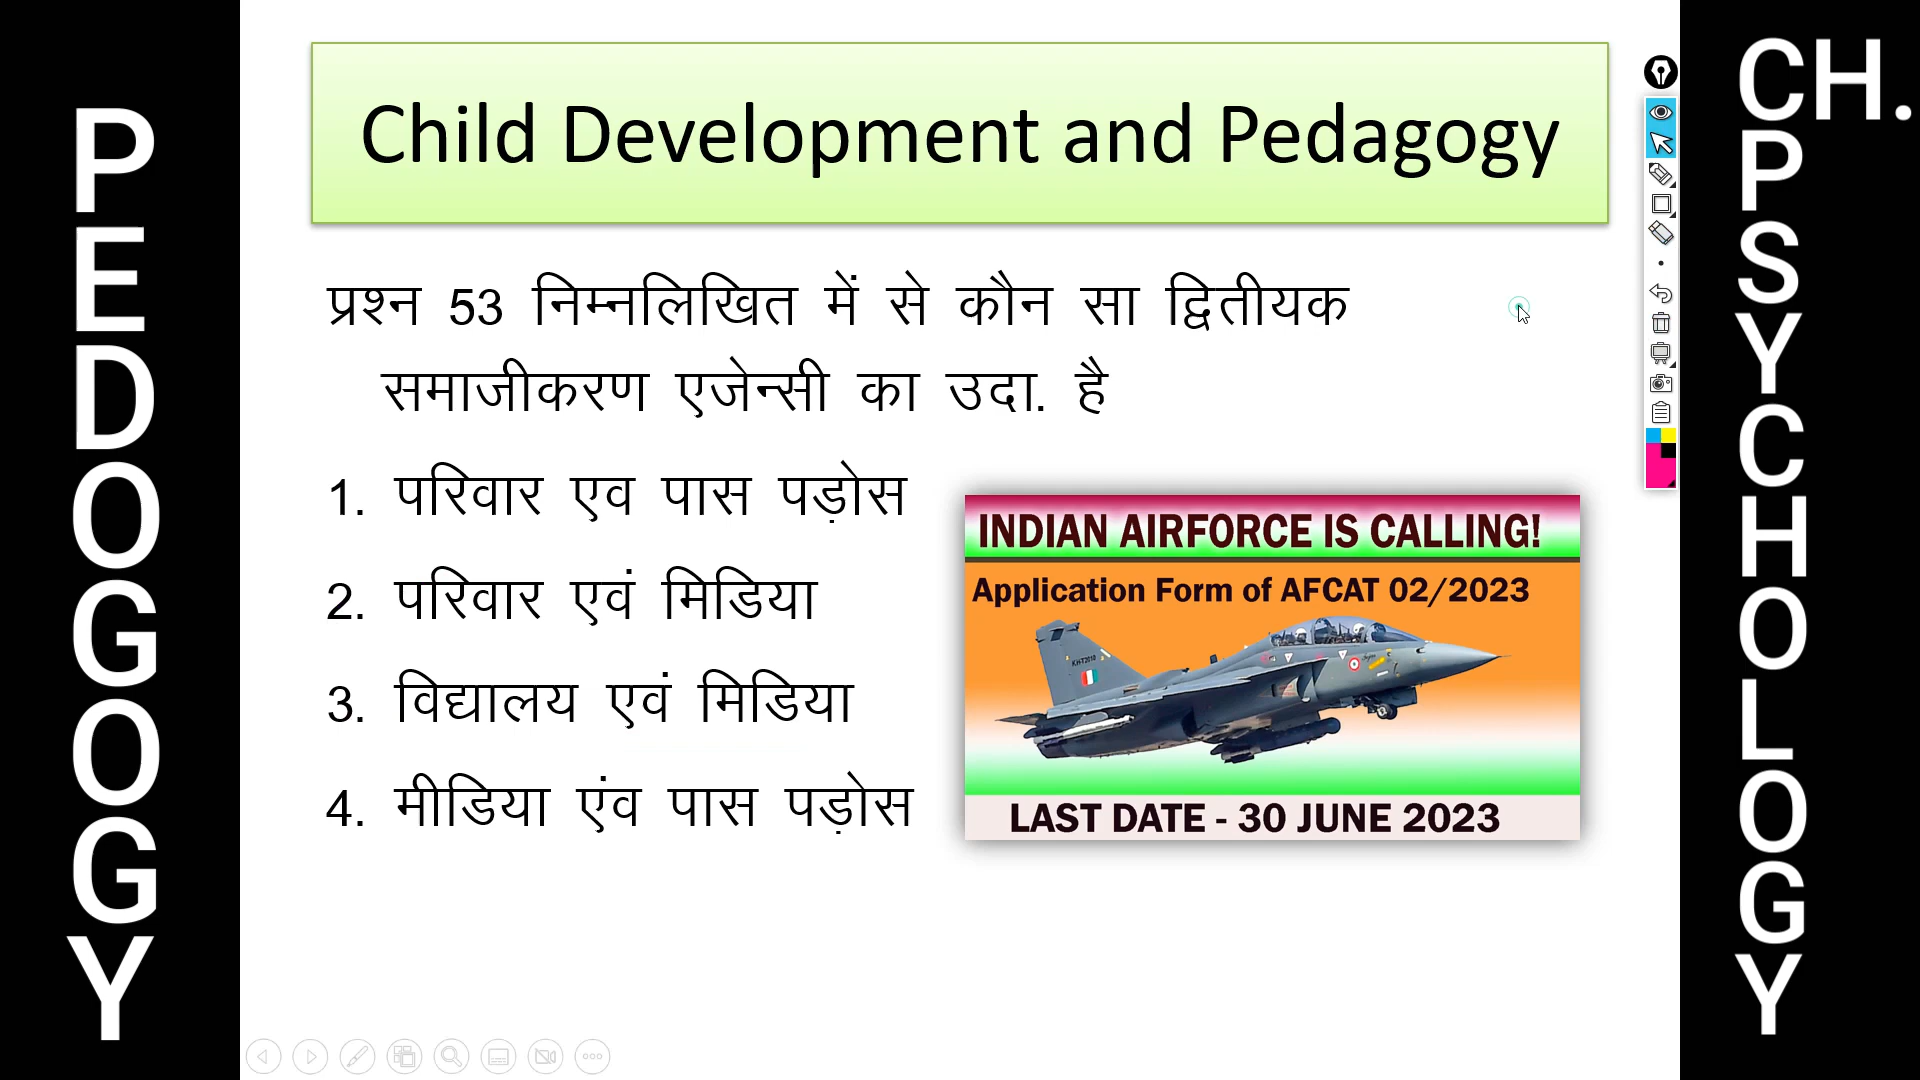 PEDOGOGY
Child Development and Pedagogy
प्रश्न 53 निम्नलिखित में से कौन सा द्वितीयक
समाजीकरण एजेन्सी का उदा. है
1. परिवार एव पास पड़ोस
2. परिवार एवं मिडिया
3. विद्यालय एवं मिडिया
4. मीडिया एंव पास पड़ोस
INDIAN AIRFORCE IS CALLING!
Application Form of AFCAT 02/2023
KH-T2010
LAST DATE - 30 JUNE 2023
CH.
PSYCHOLOGY